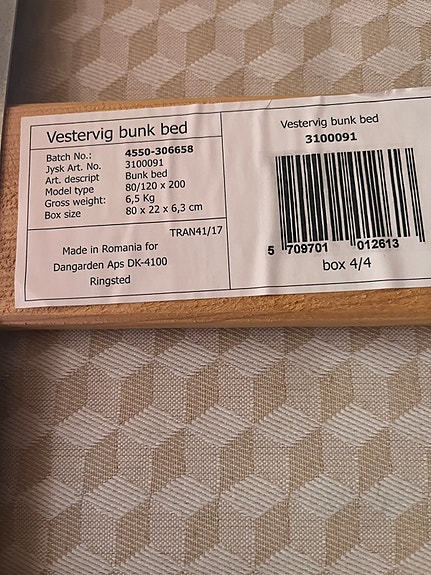 Vestervig bunk bed
Batch No.: 4550-306658
Jysk Art. No. 3100091
Art. descript Bunk bed
Model type 80/120 x 200
Gross weight: 6,5 Kg
Box size 80 x 22 x 6,3 cm
TRAN41/17
Made in Romania for
Dangarden Aps DK-4100
Ringsted
Vestervig bunk bed
3100091
5 709701 012613
box 4/4